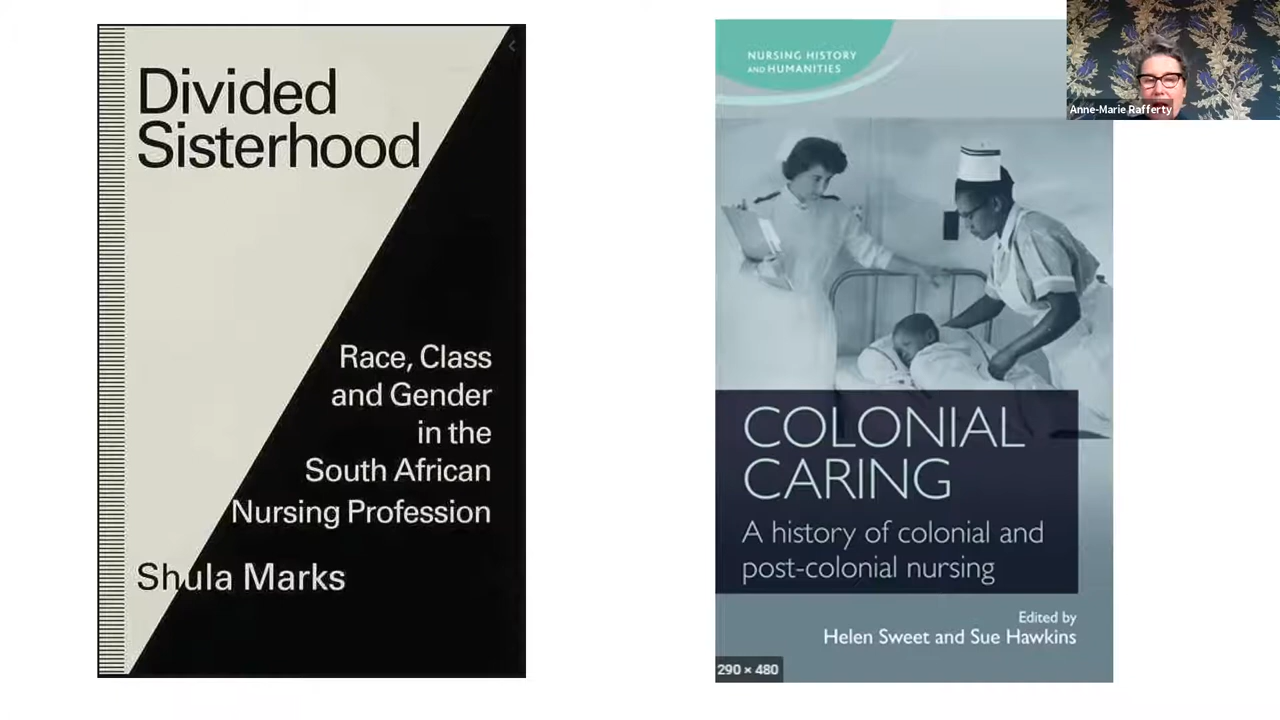 Divided
Sisterhood
Race, Class
and Gender
in the
South African
Nursing Profession
Shula Marks
NURSING HISTORY
AND HUMANITIES
COLONIAL
CARING
A history of colonial and
post-colonial nursing
Edited by
Helen Sweet and Sue Hawkins
290 × 480
Anne-Marie Rafferty